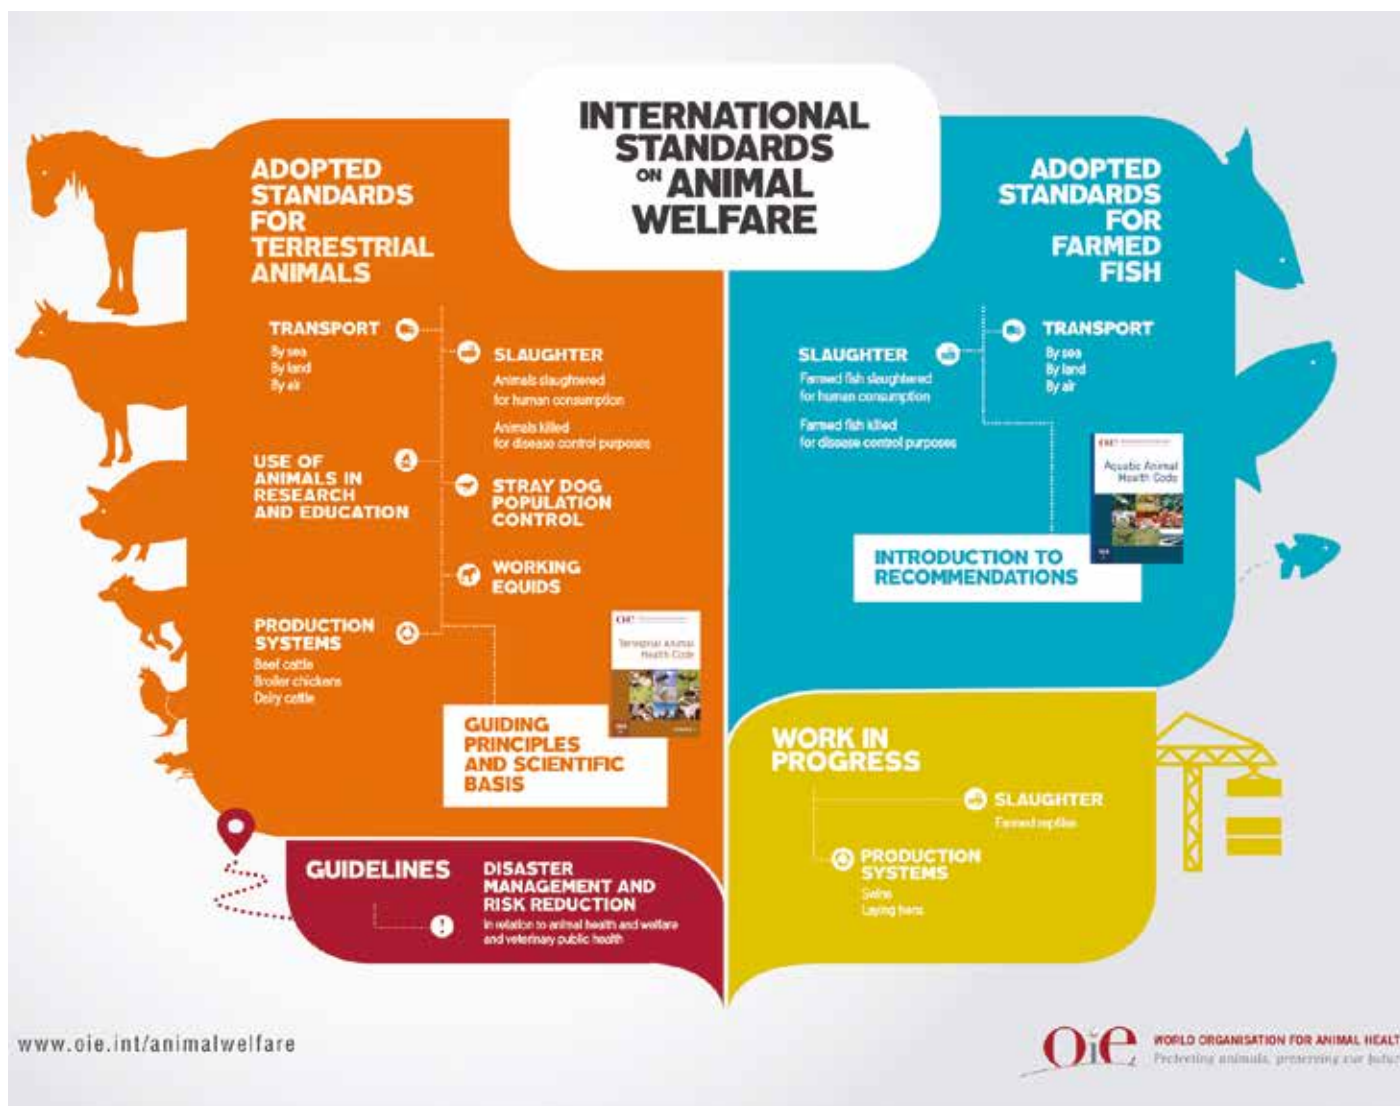 INTERNATIONAL
STANDARDS
ON ANIMAL
WELFARE
ADOPTED
STANDARDS
FOR
TERRESTRIAL
ANIMALS
TRANSPORT
By sea
By land
By air
SLAUGHTER
Animals slaughtered
for human consumption
Animals killed
for disease control purposes
USE OF
ANIMALS IN
RESEARCH
AND EDUCATION
STRAY DOG
POPULATION
CONTROL
WORKING
EQUIDS
PRODUCTION
SYSTEMS
Beef cattle
Broiler chickens
Dairy cattle
GUIDING
PRINCIPLES
AND SCIENTIFIC
BASIS
OIE
Terrestrial Animal
Health Code
ADOPTED
STANDARDS
FOR
FARMED
FISH
SLAUGHTER
Farmed fish slaughtered
for human consumption
Farmed fish killed
for disease control purposes
TRANSPORT
By sea
By land
By air
INTRODUCTION TO
RECOMMENDATIONS
OIE
Aquatic Animal
Health Code
WORK IN
PROGRESS
SLAUGHTER
Farmed reptiles
PRODUCTION
SYSTEMS
Swine
Laying hens
GUIDELINES
DISASTER
MANAGEMENT AND
RISK REDUCTION
in relation to animal health and welfare
and veterinary public health
www.oie.int/animalwelfare
Oie
WORLD ORGANISATION FOR ANIMAL HEALT
Protecting animals, preserving our futur